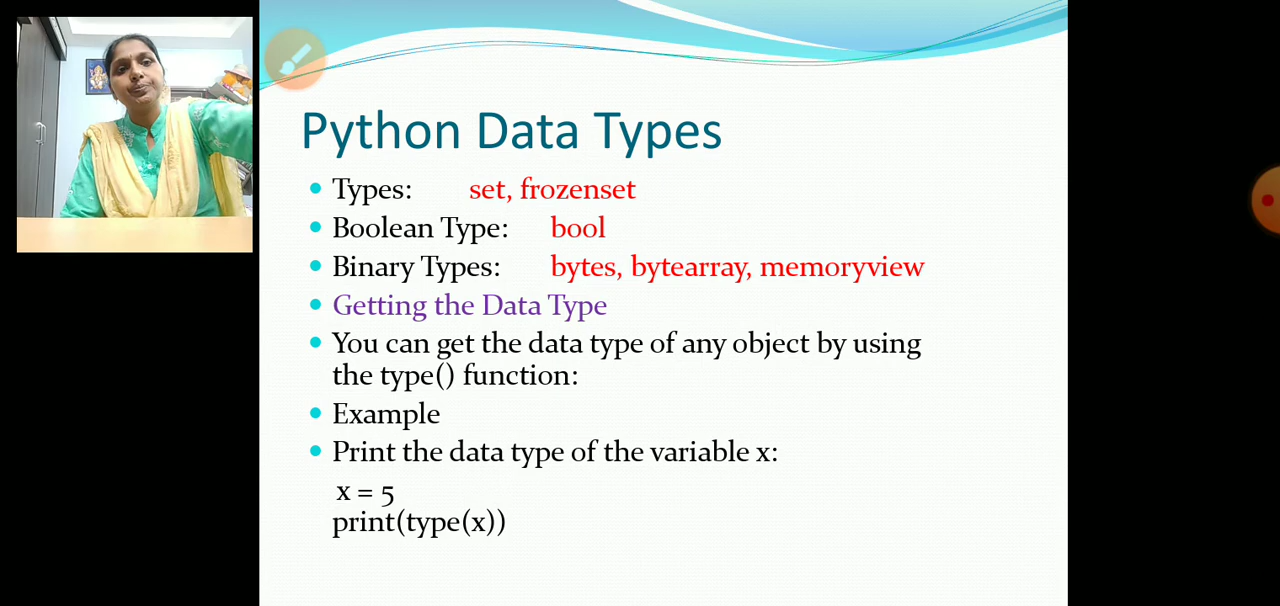 Python Data Types
Types: set, frozenset
Boolean Type: bool
Binary Types: bytes, bytearray, memoryview
Getting the Data Type
You can get the data type of any object by using
the type() function:
Example
Print the data type of the variable x:
x = 5
print(type(x))